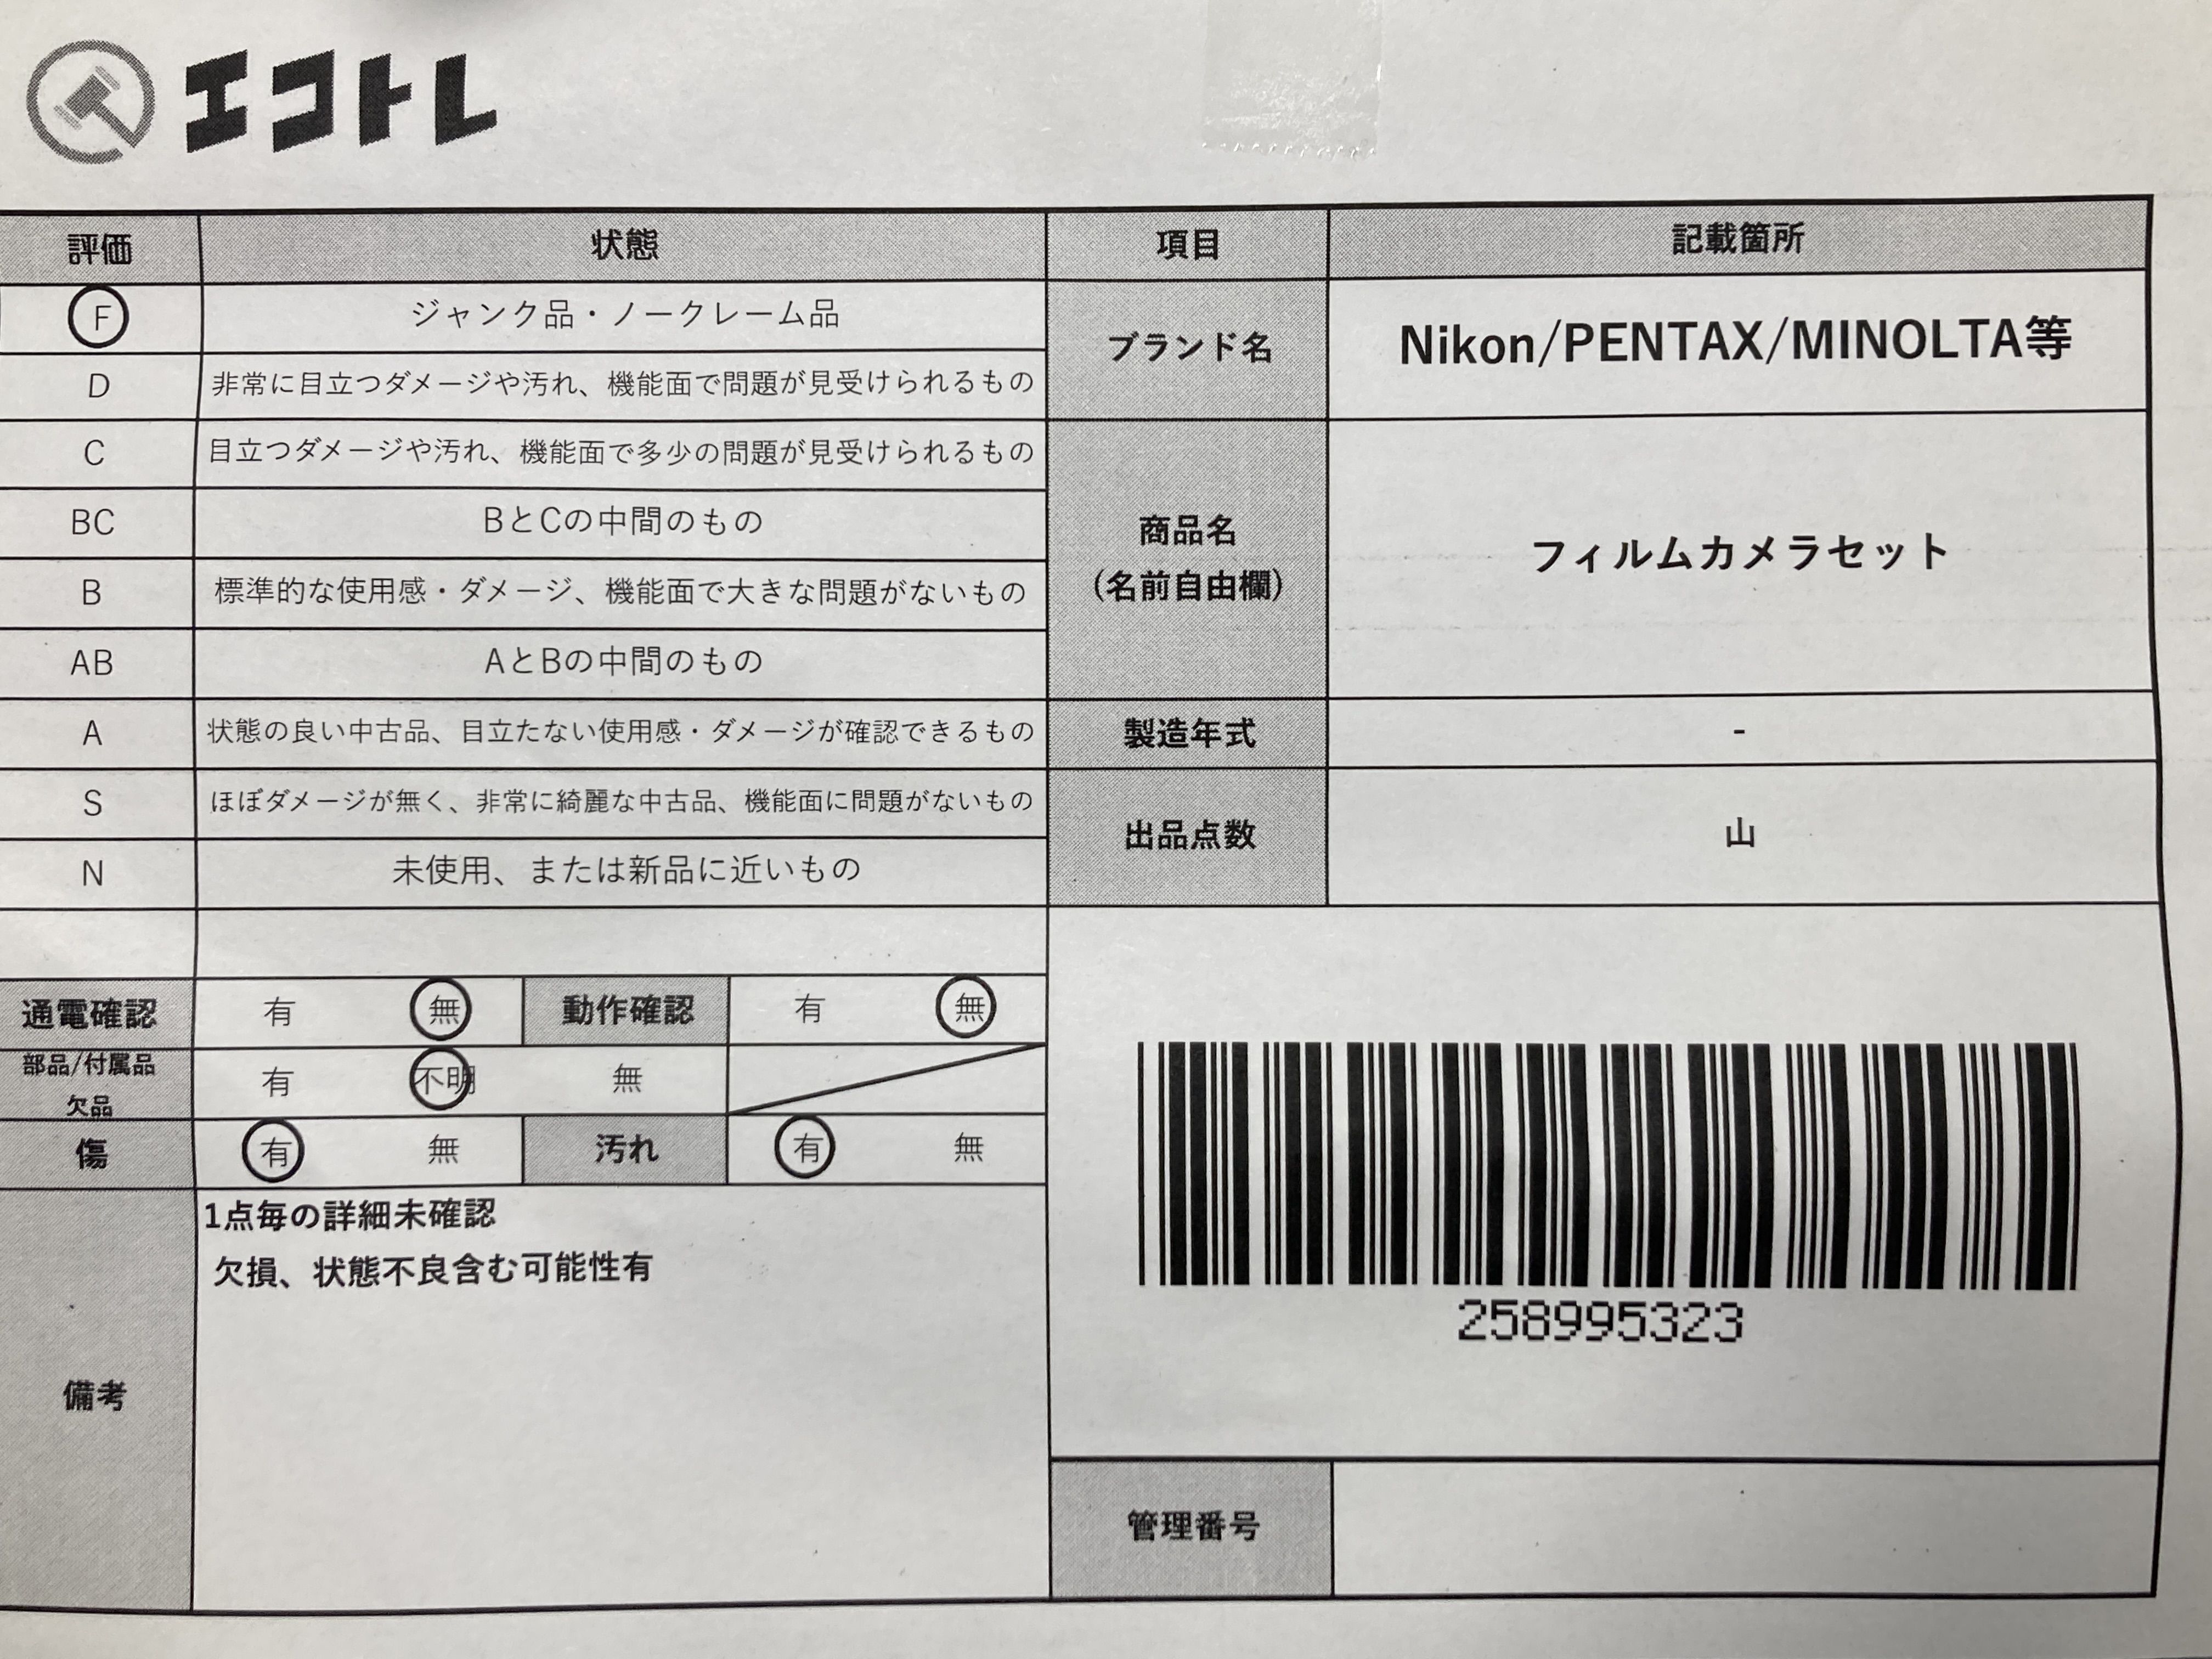 エコトレ
評価 状態 項目 記載箇所
F ジャンク品・ノークレーム品
D 非常に目立つダメージや汚れ、機能面で問題が見受けられるもの
ブランド名 Nikon/PENTAX/MINOLTA等
C 目立つダメージや汚れ、機能面で多少の問題が見受けられるもの
BC BとCの中間のもの
B 標準的な使用感・ダメージ、機能面で大きな問題がないもの
AB AとBの中間のもの
商品名
(名前自由欄)
フィルムカメラセット
A 状態の良い中古品、目立たない使用感・ダメージが確認できるもの
製造年式 -
S ほぼダメージが無く、非常に綺麗な中古品、機能面に問題がないもの
N 未使用、または新品に近いもの
出品点数 山
通電確認 有 無 動作確認 有 無
部品/付属品
欠品
有 不明 無
傷 有 無 汚れ 有 無
備考
1点毎の詳細未確認
欠損、状態不良含む可能性有
258995323
管理番号